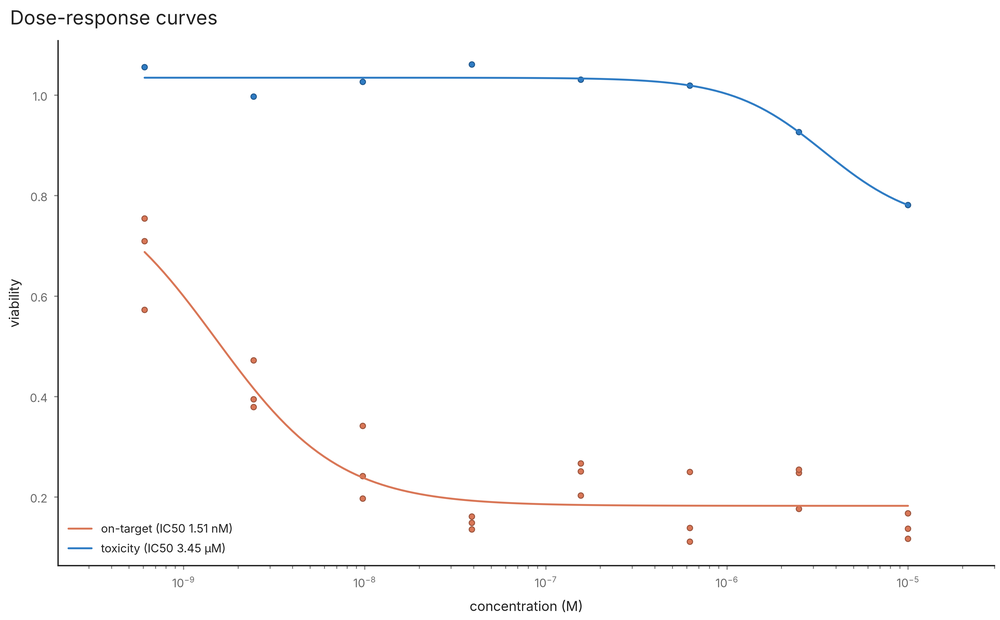 Dose-response curves
viability
1.0
0.8
0.6
0.4
0.2
on-target (IC50 1.51 nM)
toxicity (IC50 3.45 µM)
10⁻⁹ 10⁻⁸ 10⁻⁷ 10⁻⁶ 10⁻⁵
concentration (M)